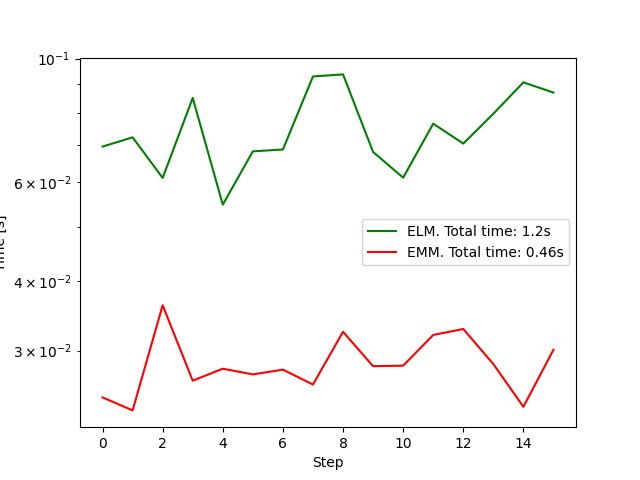 10⁻¹
6 × 10⁻²
4 × 10⁻²
3 × 10⁻²
Time [s]
ELM. Total time: 1.2s
EMM. Total time: 0.46s
0 2 4 6 8 10 12 14
Step